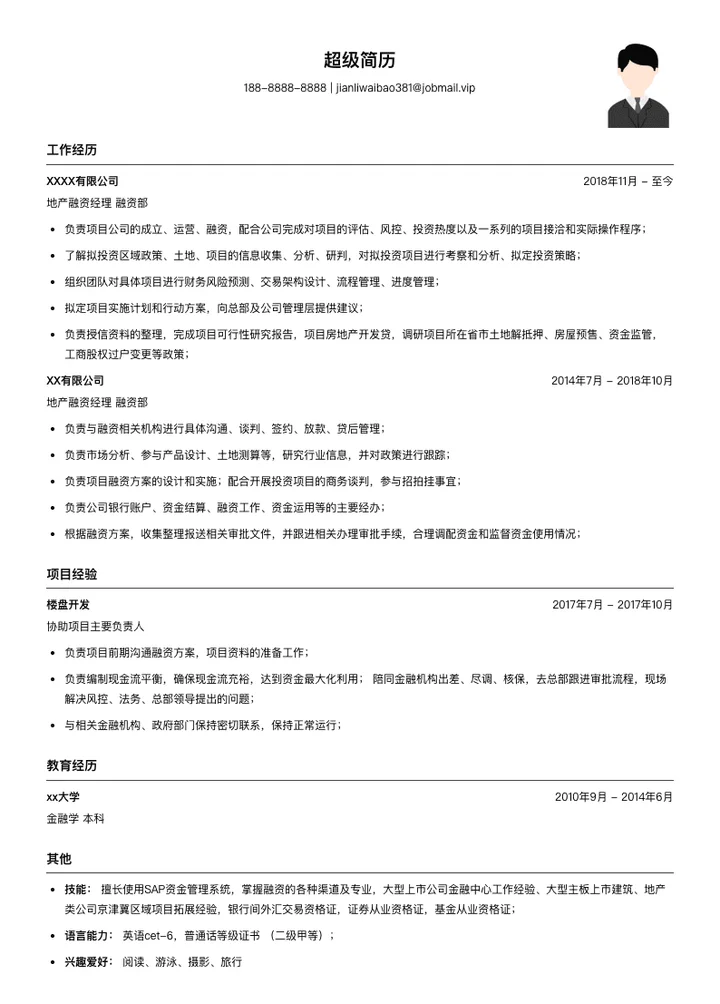 超级简历
188-8888-8888 | jianliwaibao381@jobmail.vip
工作经历
XXXX有限公司 2018年11月 – 至今
地产融资经理 融资部
• 负责项目公司的成立、运营、融资，配合公司完成对项目的评估、风控、投资热度以及一系列的项目接洽和实际操作程序；
• 了解拟投资区域政策、土地、项目的信息收集、分析、研判，对拟投资项目进行考察和分析、拟定投资策略；
• 组织团队对具体项目进行财务风险预测、交易架构设计、流程管理、进度管理；
• 拟定项目实施计划和行动方案，向总部及公司管理层提供建议；
• 负责授信资料的整理，完成项目可行性研究报告，项目房地产开发贷，调研项目所在省市土地解抵押、房屋预售、资金监管，
工商股权过户变更等政策；
XX有限公司 2014年7月 – 2018年10月
地产融资经理 融资部
• 负责与融资相关机构进行具体沟通、谈判、签约、放款、贷后管理；
• 负责市场分析、参与产品设计、土地测算等，研究行业信息，并对政策进行跟踪；
• 负责项目融资方案的设计和实施；配合开展投资项目的商务谈判，参与招拍挂事宜；
• 负责公司银行账户、资金结算、融资工作、资金运用等的主要经办；
• 根据融资方案，收集整理报送相关审批文件，并跟进相关办理审批手续，合理调配资金和监督资金使用情况；
项目经验
楼盘开发 2017年7月 – 2017年10月
协助项目主要负责人
• 负责项目前期沟通融资方案，项目资料的准备工作；
• 负责编制现金流平衡，确保现金流充裕，达到资金最大化利用； 陪同金融机构出差、尽调、核保，去总部跟进审批流程，现场
解决风控、法务、总部领导提出的问题；
• 与相关金融机构、政府部门保持密切联系，保持正常运行；
教育经历
xx大学 2010年9月 – 2014年6月
金融学 本科
其他
• 技能： 擅长使用SAP资金管理系统，掌握融资的各种渠道及专业，大型上市公司金融中心工作经验、大型主板上市建筑、地产
类公司京津翼区域项目拓展经验，银行间外汇交易资格证，证券从业资格证，基金从业资格证；
• 语言能力： 英语cet-6，普通话等级证书 （二级甲等）；
• 兴趣爱好： 阅读、游泳、摄影、旅行